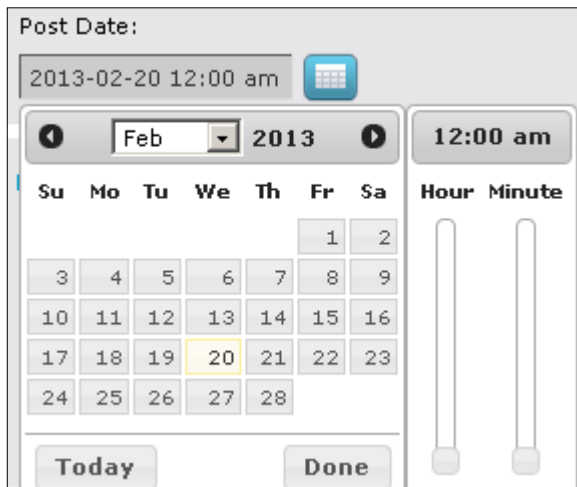 Post Date:
2013-02-20 12:00 am
Feb 2013
Su Mo Tu We Th Fr Sa
1 2
3 4 5 6 7 8 9
10 11 12 13 14 15 16
17 18 19 20 21 22 23
24 25 26 27 28
Today Done
12:00 am
Hour Minute